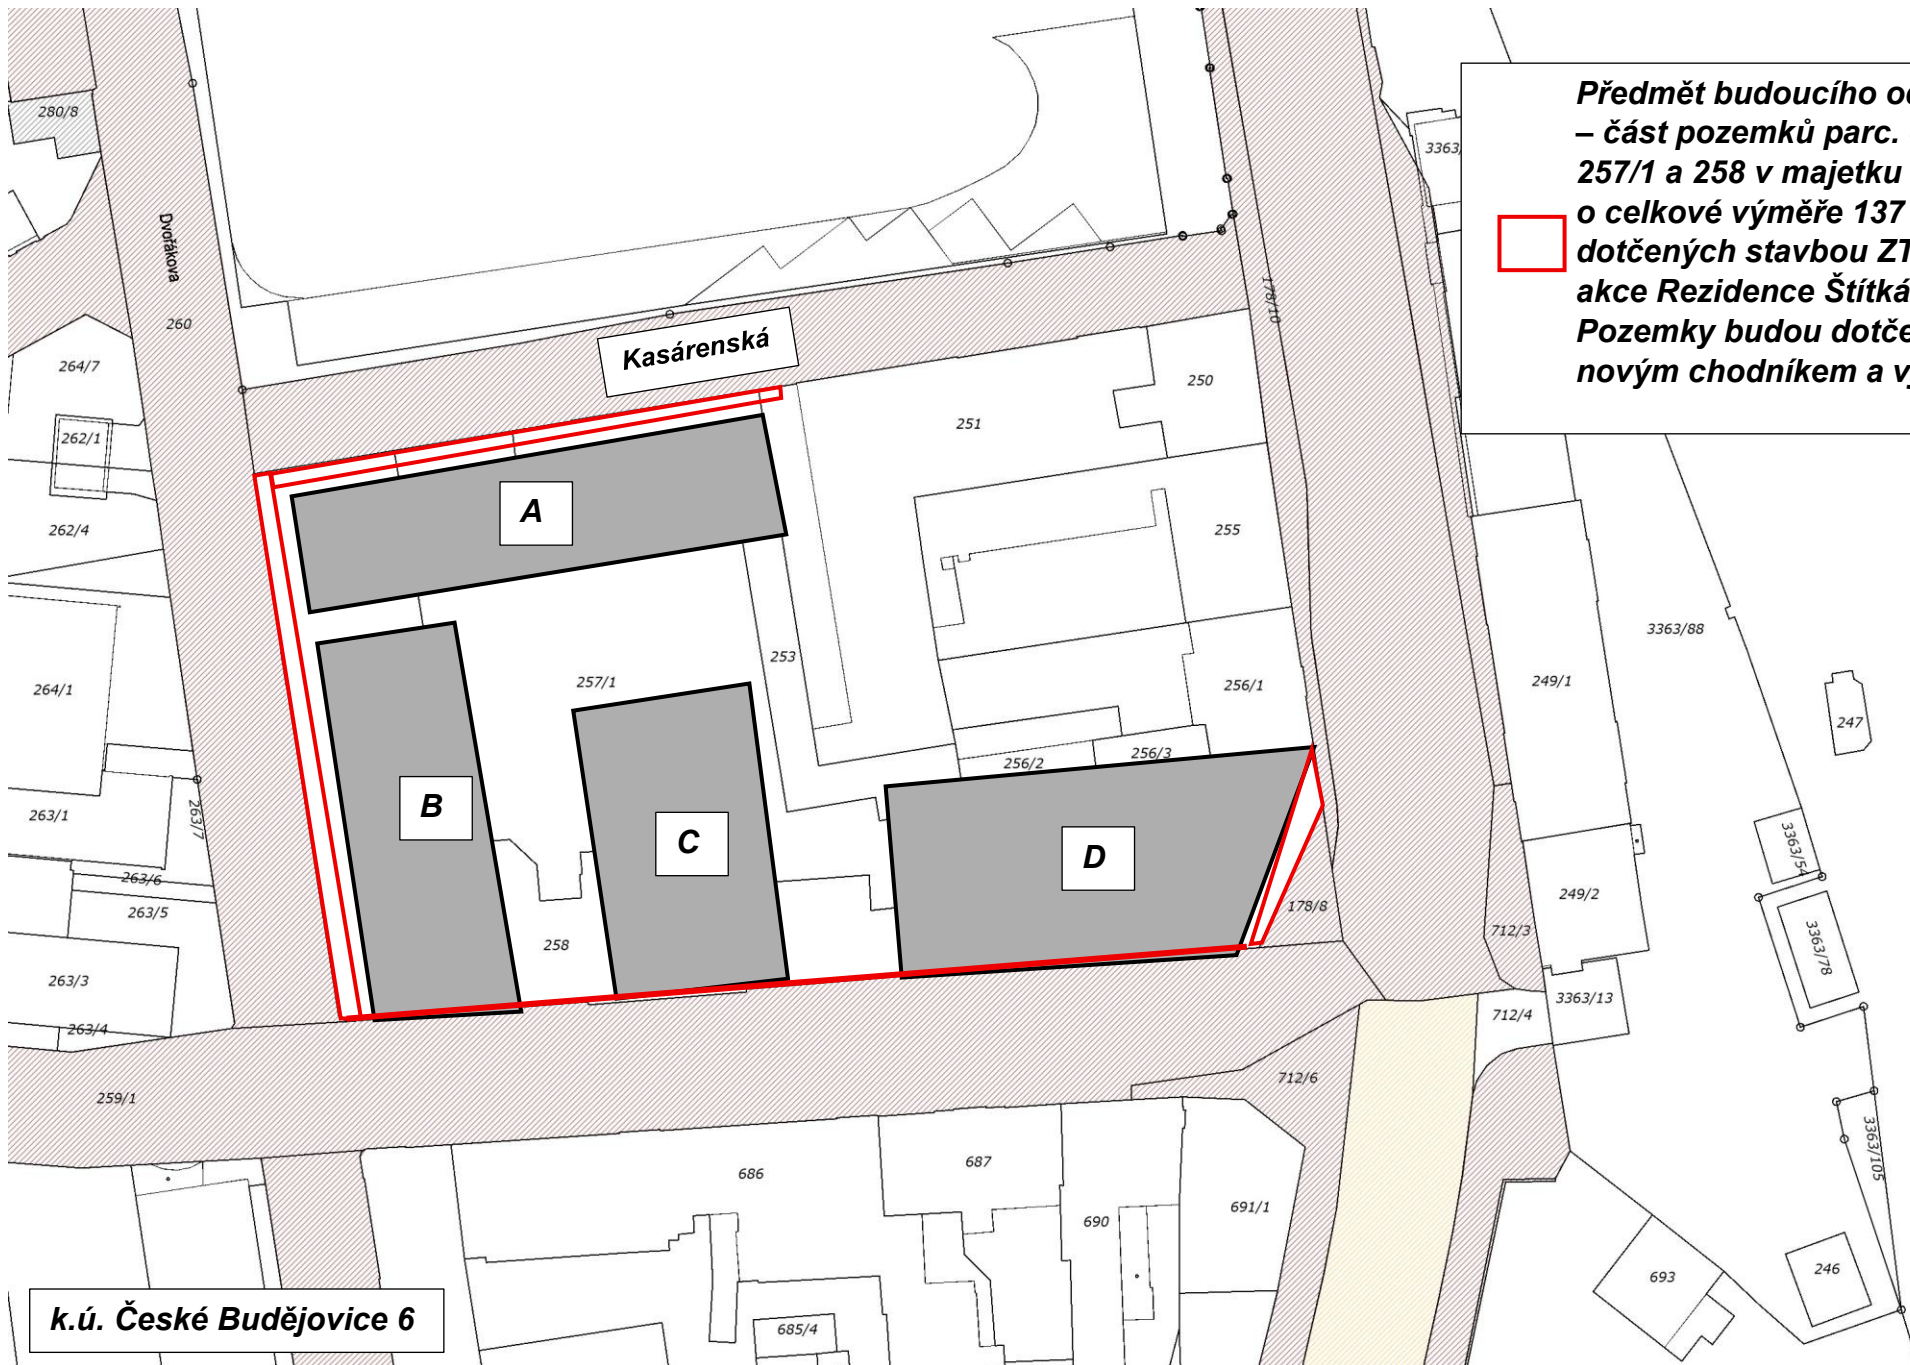 Předmět budoucího
– část pozemků parc.
257/1 a 258 v majetku
o celkové výměře 137
dotčených stavbou
akce Rezidence
Pozemky budou
novým chodníkem a
280/8
Dvořákova
260
264/7
262/1
262/4
264/1
263/1
263/7
263/6
263/5
263/3
263/4
259/1
Kasárenská
178/10
250
251
255
253
257/1
256/1
256/2
256/3
A
B
C
D
258
178/8
249/1
249/2
3363/88
247
3363/54
3363/78
712/3
712/4
3363/13
712/6
3363/105
686
687
690
691/1
685/4
693
246
k.ú. České Budějovice 6